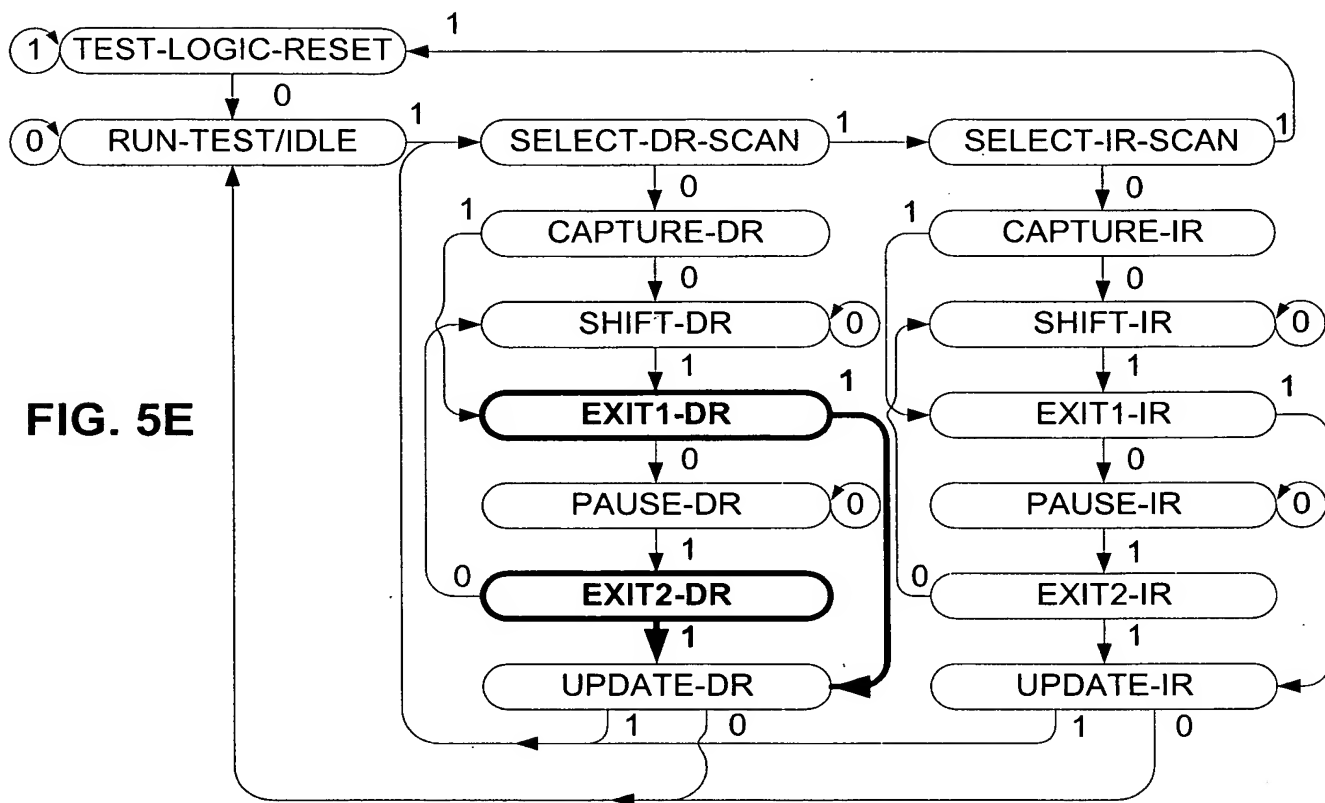 1
1 TEST-LOGIC-RESET
0
1
0 RUN-TEST/IDLE
SELECT-DR-SCAN
1
SELECT-IR-SCAN
1
0
0
1
CAPTURE-DR
1
CAPTURE-IR
0
0
SHIFT-DR
0
SHIFT-IR
0
1
1
1
1
FIG. 5E
EXIT1-DR
EXIT1-IR
0
0
PAUSE-DR
0
PAUSE-IR
0
1
1
0
EXIT2-DR
0
EXIT2-IR
1
1
UPDATE-DR
UPDATE-IR
1
0
1
0